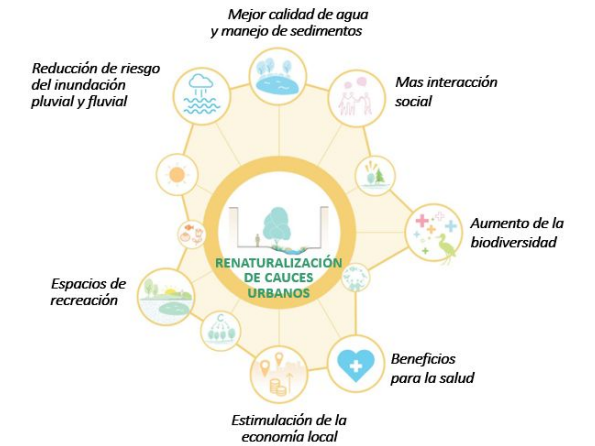 Mejor calidad de agua
y manejo de sedimentos
Reducción de riesgo
del inundación
pluvial y fluvial
Mas interacción
social
Aumento de la
biodiversidad
RENATURALIZACIÓN
DE CAUCES
URBANOS
Espacios de
recreación
C
Beneficios
para la salud
Estimulación de la
economía local